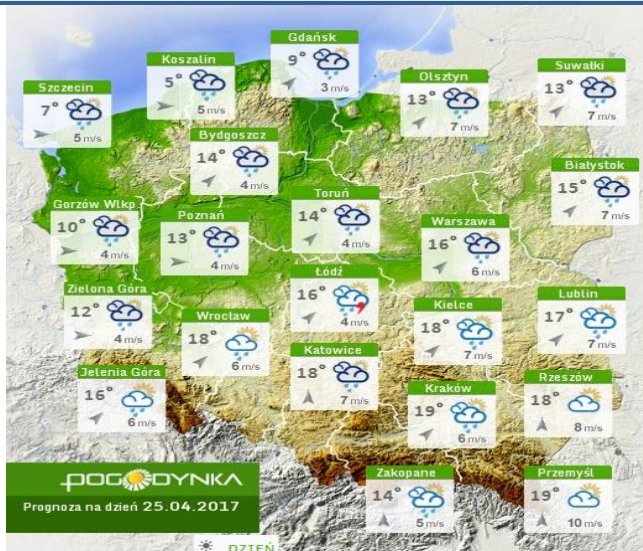 Gdańsk
9°
3 m/s
Koszalin
5°
5 m/s
Suwałki
13°
7 m/s
Olsztyn
13°
7 m/s
Szczecin
7°
5 m/s
Bydgoszcz
14°
4 m/s
Białystok
15°
7 m/s
Toruń
14°
4 m/s
Gorzów Wlkp.
10°
4 m/s
Poznań
13°
4 m/s
Warszawa
16°
6 m/s
Łódź
16°
4 m/s
Zielona Góra
12°
4 m/s
Lublin
17°
7 m/s
Kielce
18°
7 m/s
Wrocław
18°
6 m/s
Katowice
18°
7 m/s
Jelenia Góra
16°
6 m/s
Rzeszów
18°
8 m/s
Kraków
19°
6 m/s
Zakopane
14°
5 m/s
Przemyśl
19°
10 m/s
POGODYNKA
Prognoza na dzień 25.04.2017
DZIEŃ